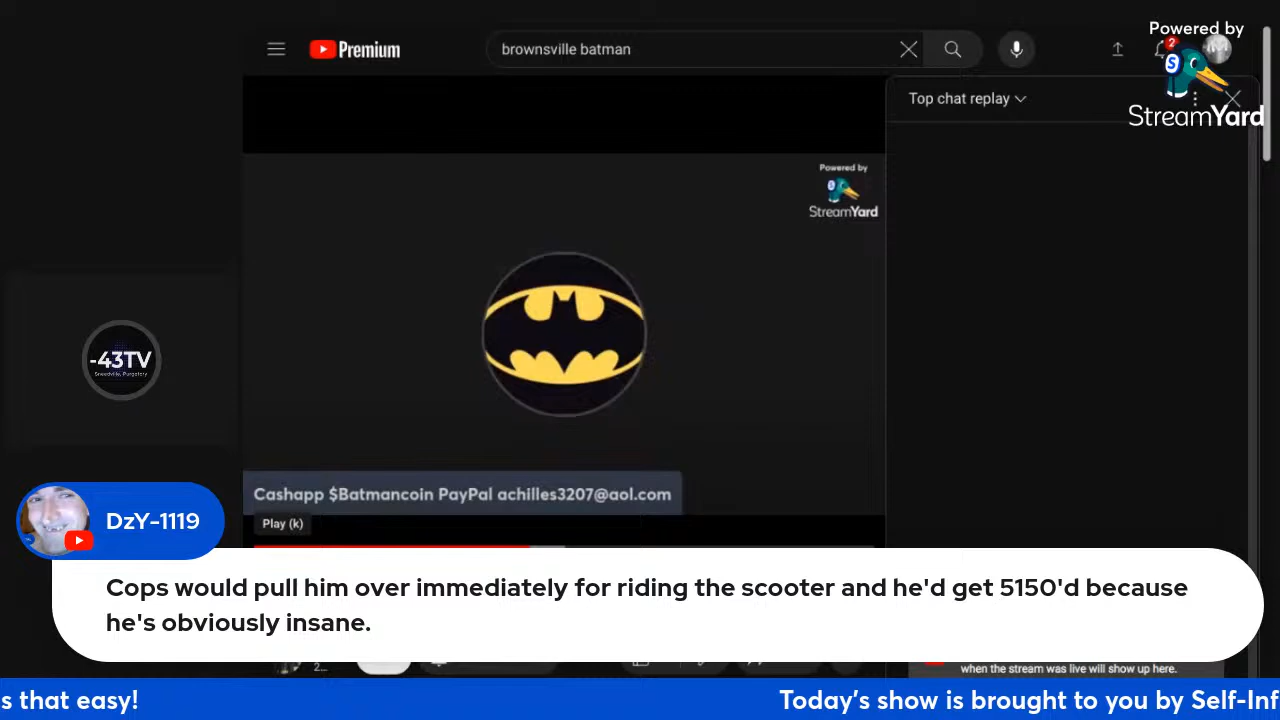 Powered by
StreamYard
Premium
brownsville batman
2
Top chat replay
Powered by
StreamYard
-43TV
Cashapp $Batmancoin PayPal achilles3207@aol.com
Play (k)
DzY-1119
Cops would pull him over immediately for riding the scooter and he'd get 5150'd because
he's obviously insane.
when the stream was live will show up here.
s that easy!
Today's show is brought to you by Self-Inf